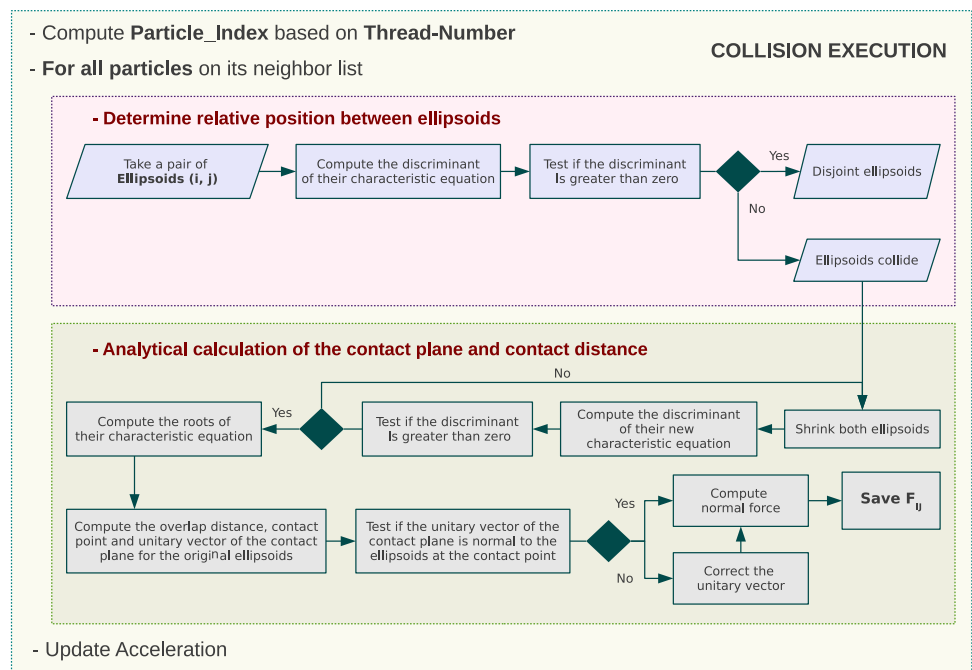 - Compute Particle_Index based on Thread-Number
COLLISION EXECUTION
- For all particles on its neighbor list
- Determine relative position between ellipsoids
Take a pair of
Ellipsoids (i, j)
Compute the discriminant
of their characteristic equation
Test if the discriminant
Is greater than zero
Yes
Disjoint ellipsoids
No
Ellipsoids collide
- Analytical calculation of the contact plane and contact distance
No
Shrink both ellipsoids
Compute the discriminant
of their new
characteristic equation
Test if the discriminant
Is greater than zero
Yes
Compute the roots of
their characteristic equation
Compute the overlap distance, contact
point and unitary vector of the contact
plane for the original ellipsoids
Test if the unitary vector of the
contact plane is normal to the
ellipsoids at the contact point
Yes
Compute
normal force
Save F_IJ
No
Correct the
unitary vector
- Update Acceleration